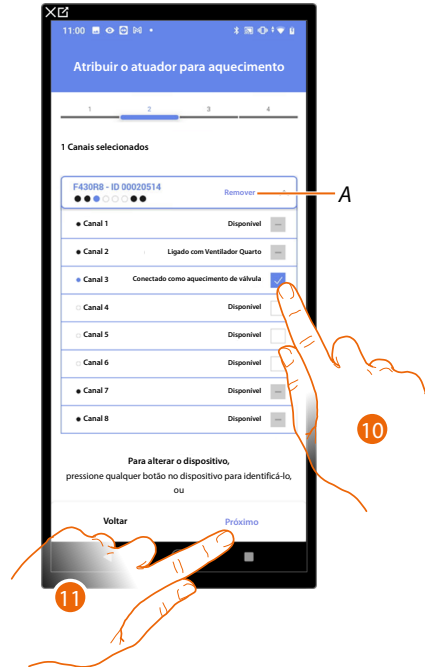 11:00
Atribuir o atuador para aquecimento
1 2 3 4
1 Canais selecionados
F430R8 - ID 00020514
Remover
A
Canal 1 Disponível
Canal 2 Ligado com Ventilador Quarto
Canal 3 Conectado como aquecimento de válvula
Canal 4 Disponível
Canal 5 Disponível
Canal 6 Disponível
Canal 7 Disponível
Canal 8 Disponível
10
Para alterar o dispositivo,
pressione qualquer botão no dispositivo para identificá-lo,
ou
Voltar Próximo
11